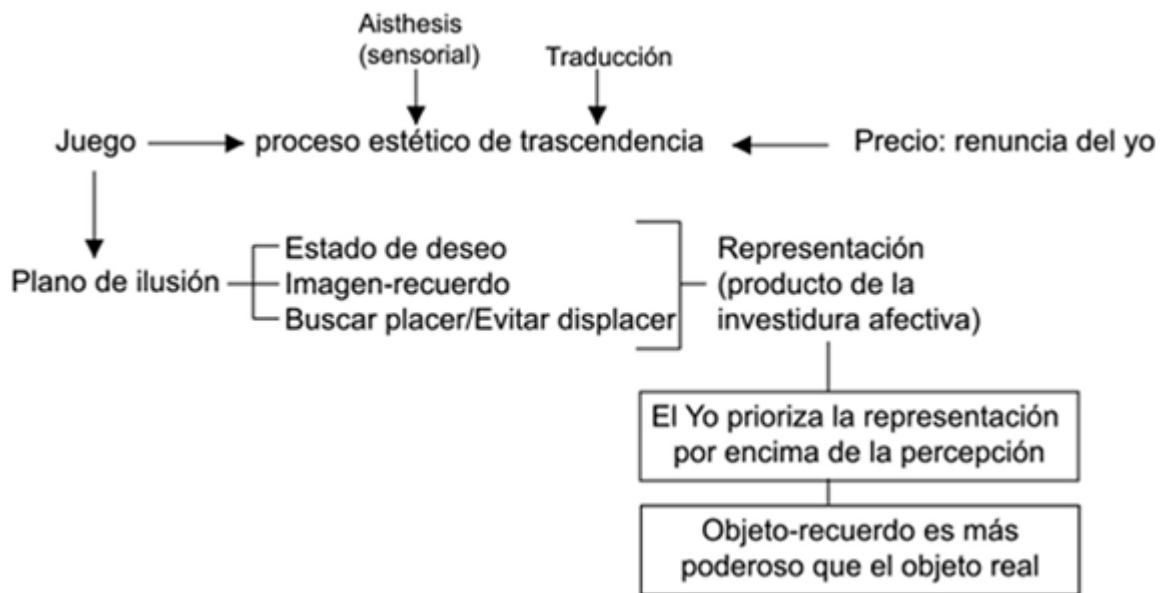 Aisthesis
(sensorial)
Traducción
Juego
proceso estético de trascendencia
Precio: renuncia del yo
Plano de ilusión
Estado de deseo
Imagen-recuerdo
Buscar placer/Evitar displacer
Representación
(producto de la
investidura afectiva)
El Yo prioriza la representación
por encima de la percepción
Objeto-recuerdo es más
poderoso que el objeto real